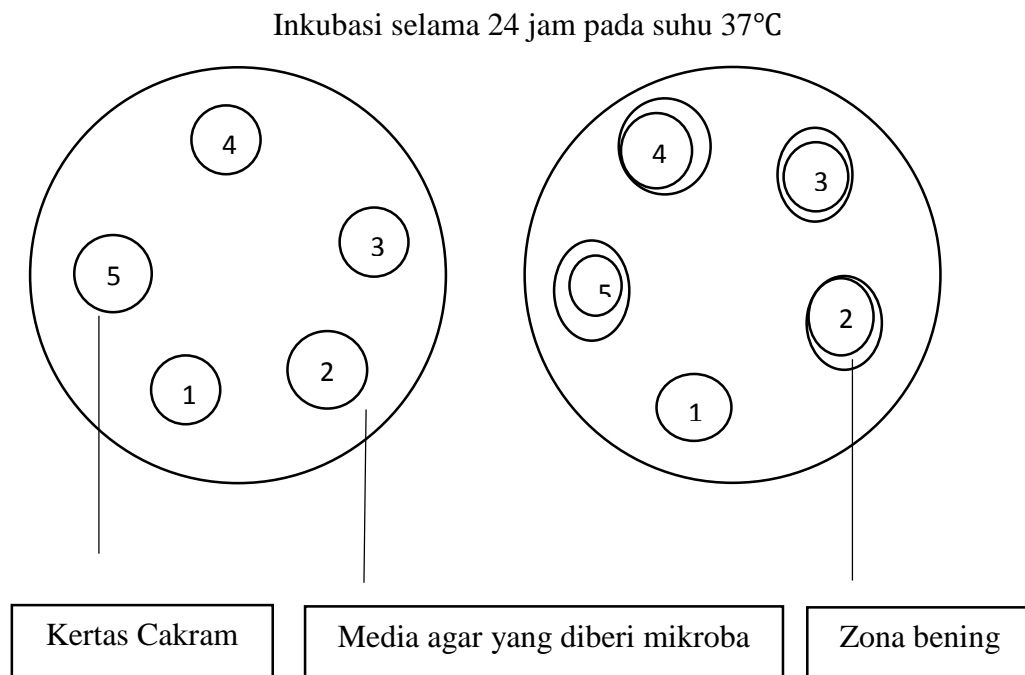 Inkubasi selama 24 jam pada suhu 37℃
4
3
5
2
1
4
3
5
2
1
Kertas Cakram
Media agar yang diberi mikroba
Zona bening